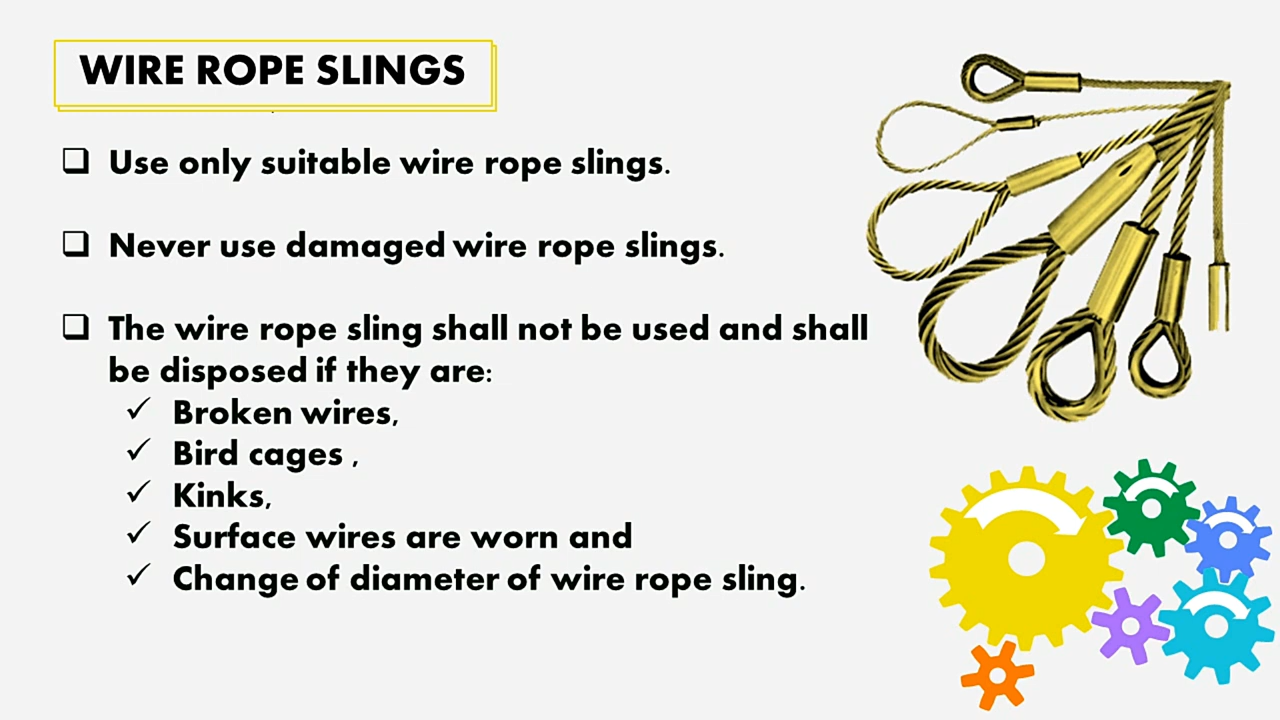 WIRE ROPE SLINGS
Use only suitable wire rope slings.
Never use damaged wire rope slings.
The wire rope sling shall not be used and shall
be disposed if they are:
Broken wires,
Bird cages ,
Kinks,
Surface wires are worn and
Change of diameter of wire rope sling.